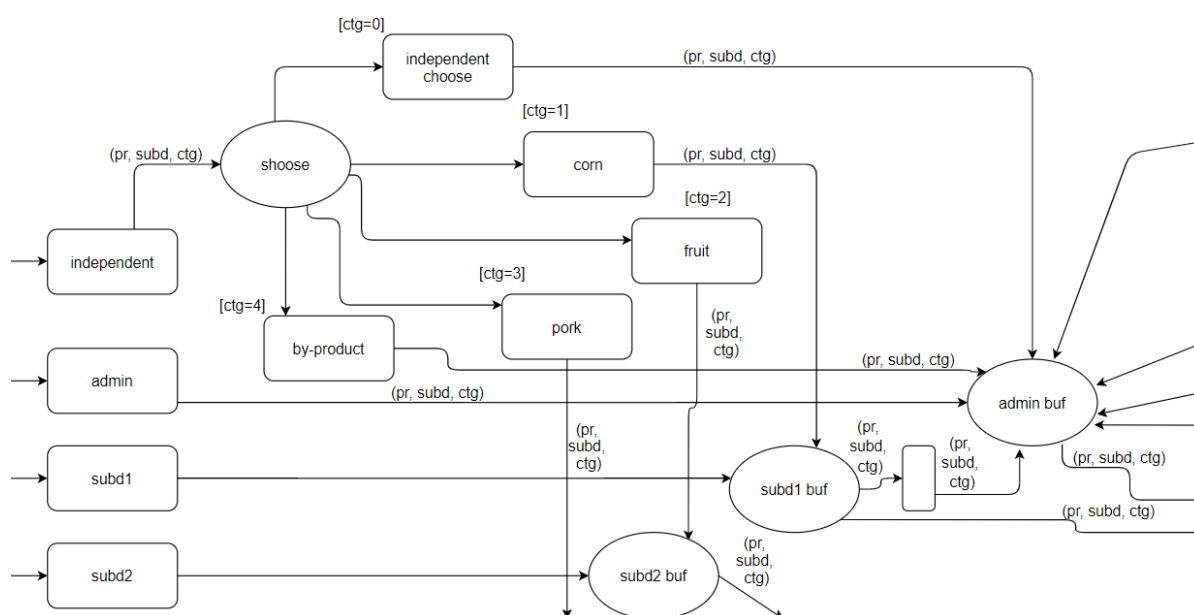 [ctg=0]
independent
choose
(pr, subd, ctg)
[ctg=1]
(pr, subd, ctg)
shoose
corn
(pr, subd, ctg)
[ctg=2]
independent
fruit
[ctg=3]
[ctg=4]
pork
by-product
(pr,
subd,
ctg)
(pr, subd, ctg)
admin
(pr, subd, ctg)
admin buf
(pr,
subd,
ctg)
(pr,
subd,
ctg)
(pr,
subd,
ctg)
(pr, subd, ctg)
subd1
subd1 buf
(pr, subd, ctg)
subd2
subd2 buf
(pr,
subd,
ctg)